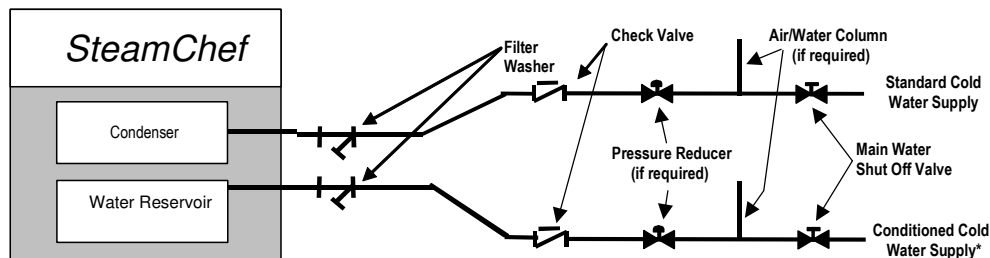 SteamChef
Condenser
Water Reservoir
Filter
Washer
Check Valve
Air/Water Column
(if required)
Standard Cold
Water Supply
Pressure Reducer
(if required)
Main Water
Shut Off Valve
Conditioned Cold
Water Supply*